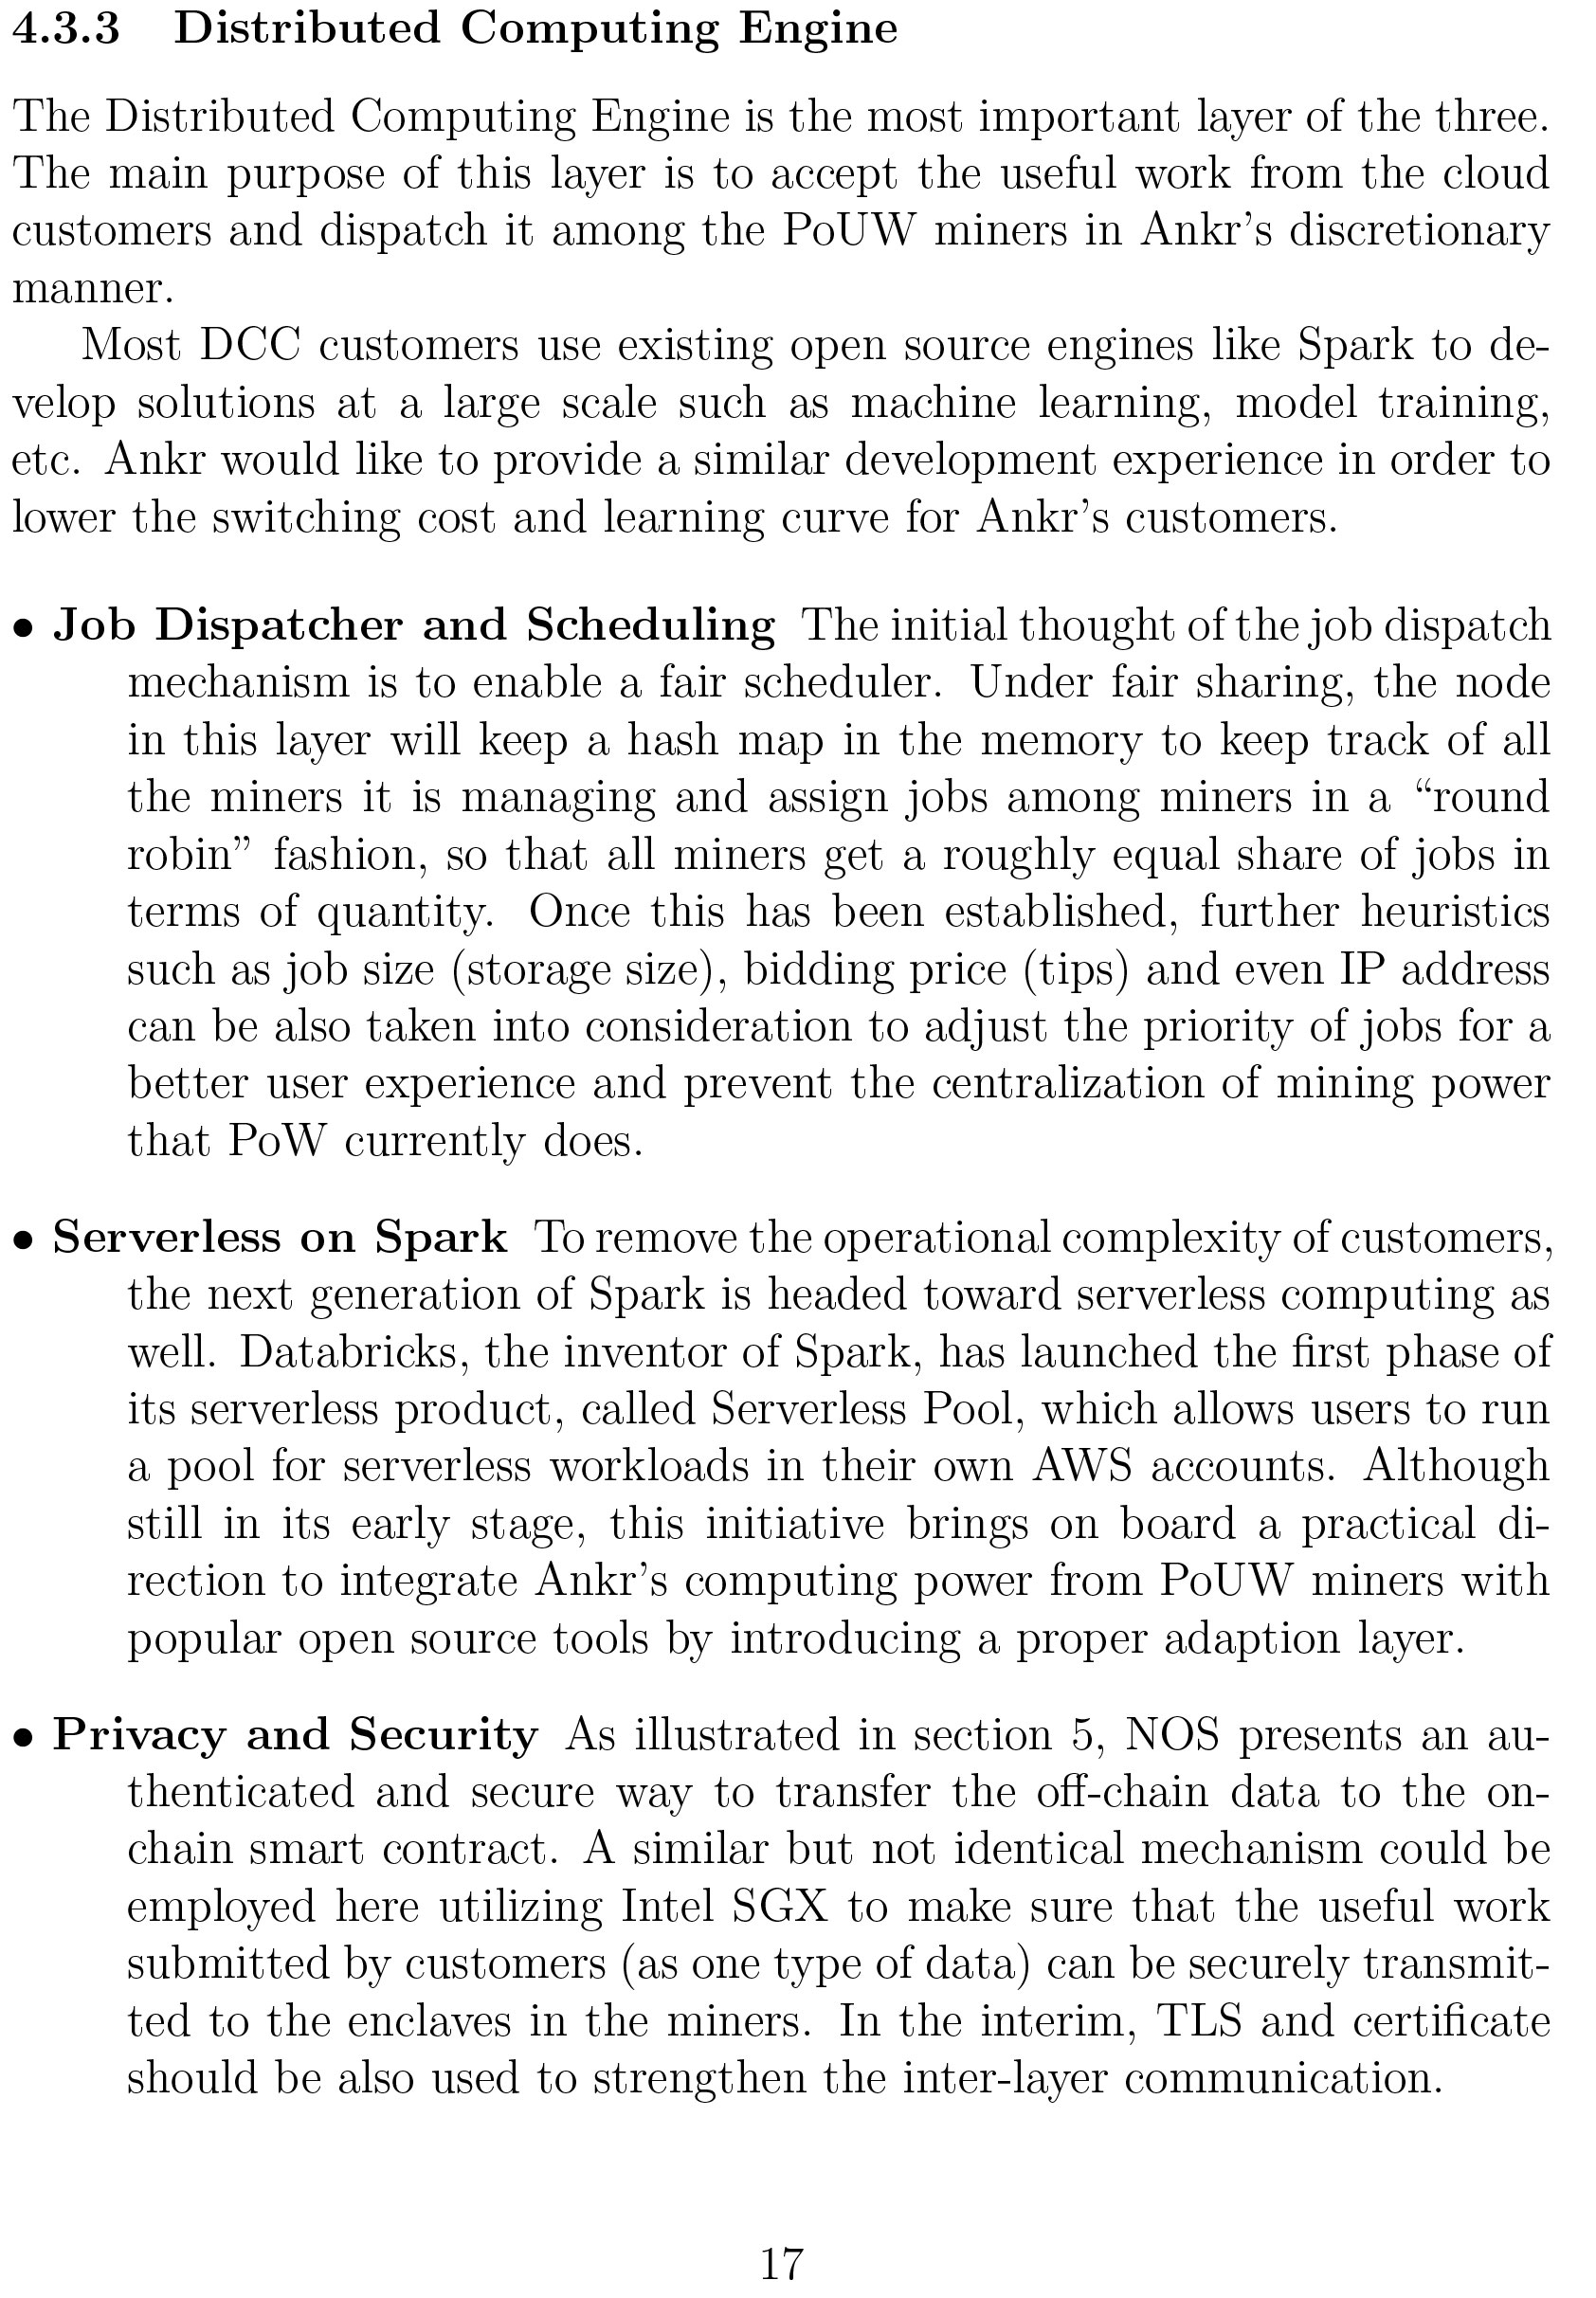 4.3.3 Distributed Computing Engine
The Distributed Computing Engine is the most important layer of the three.
The main purpose of this layer is to accept the useful work from the cloud
customers and dispatch it among the PoUW miners in Ankr's discretionary
manner.
Most DCC customers use existing open source engines like Spark to de-
velop solutions at a large scale such as machine learning, model training,
etc. Ankr would like to provide a similar development experience in order to
lower the switching cost and learning curve for Ankr's customers.
• Job Dispatcher and Scheduling The initial thought of the job dispatch
mechanism is to enable a fair scheduler. Under fair sharing, the node
in this layer will keep a hash map in the memory to keep track of all
the miners it is managing and assign jobs among miners in a “round
robin” fashion, so that all miners get a roughly equal share of jobs in
terms of quantity. Once this has been established, further heuristics
such as job size (storage size), bidding price (tips) and even IP address
can be also taken into consideration to adjust the priority of jobs for a
better user experience and prevent the centralization of mining power
that PoW currently does.
• Serverless on Spark To remove the operational complexity of customers,
the next generation of Spark is headed toward serverless computing as
well. Databricks, the inventor of Spark, has launched the first phase of
its serverless product, called Serverless Pool, which allows users to run
a pool for serverless workloads in their own AWS accounts. Although
still in its early stage, this initiative brings on board a practical di-
rection to integrate Ankr's computing power from PoUW miners with
popular open source tools by introducing a proper adaption layer.
• Privacy and Security As illustrated in section 5, NOS presents an au-
thenticated and secure way to transfer the off-chain data to the on-
chain smart contract. A similar but not identical mechanism could be
employed here utilizing Intel SGX to make sure that the useful work
submitted by customers (as one type of data) can be securely transmit-
ted to the enclaves in the miners. In the interim, TLS and certificate
should be also used to strengthen the inter-layer communication.
17